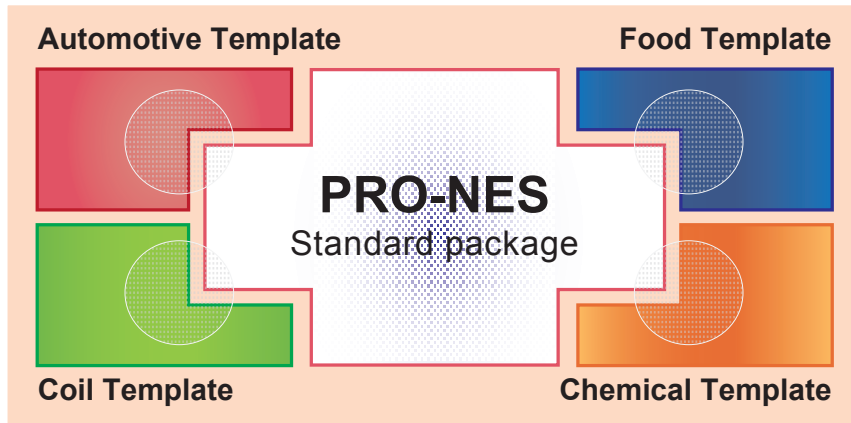 Automotive Template
Food Template
PRO-NES
Standard package
Coil Template
Chemical Template